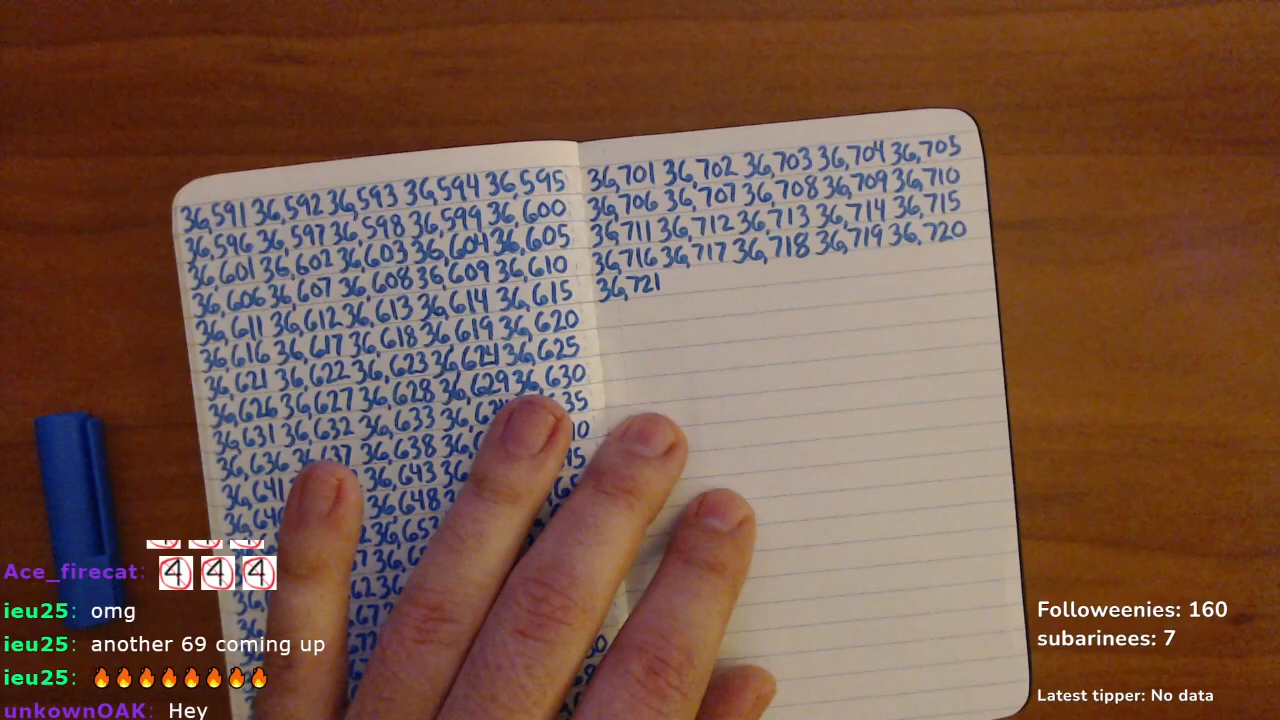 36,591 36,592 36,593 36,594 36,595
36,596 36,597 36,598 36,599 36,600
36,601 36,602 36,603 36,604 36,605
36,606 36,607 36,608 36,609 36,610
36,611 36,612 36,613 36,614 36,615
36,616 36,617 36,618 36,619 36,620
36,621 36,622 36,623 36,624 36,625
36,626 36,627 36,628 36,629 36,630
36,631 36,632 36,633
36,636 36,637 36,638
36,641 36,643
36,648
36,701 36,702 36,703 36,704 36,705
36,706 36,707 36,708 36,709 36,710
36,711 36,712 36,713 36,714 36,715
36,716 36,717 36,718 36,719 36,720
36,721
Ace_firecat: 4 4 4
ieu25: omg
ieu25: another 69 coming up
ieu25: 🔥🔥🔥🔥🔥🔥🔥🔥
unkownOAK: Hey
Followeenies: 160
subarinees: 7
Latest tipper: No data